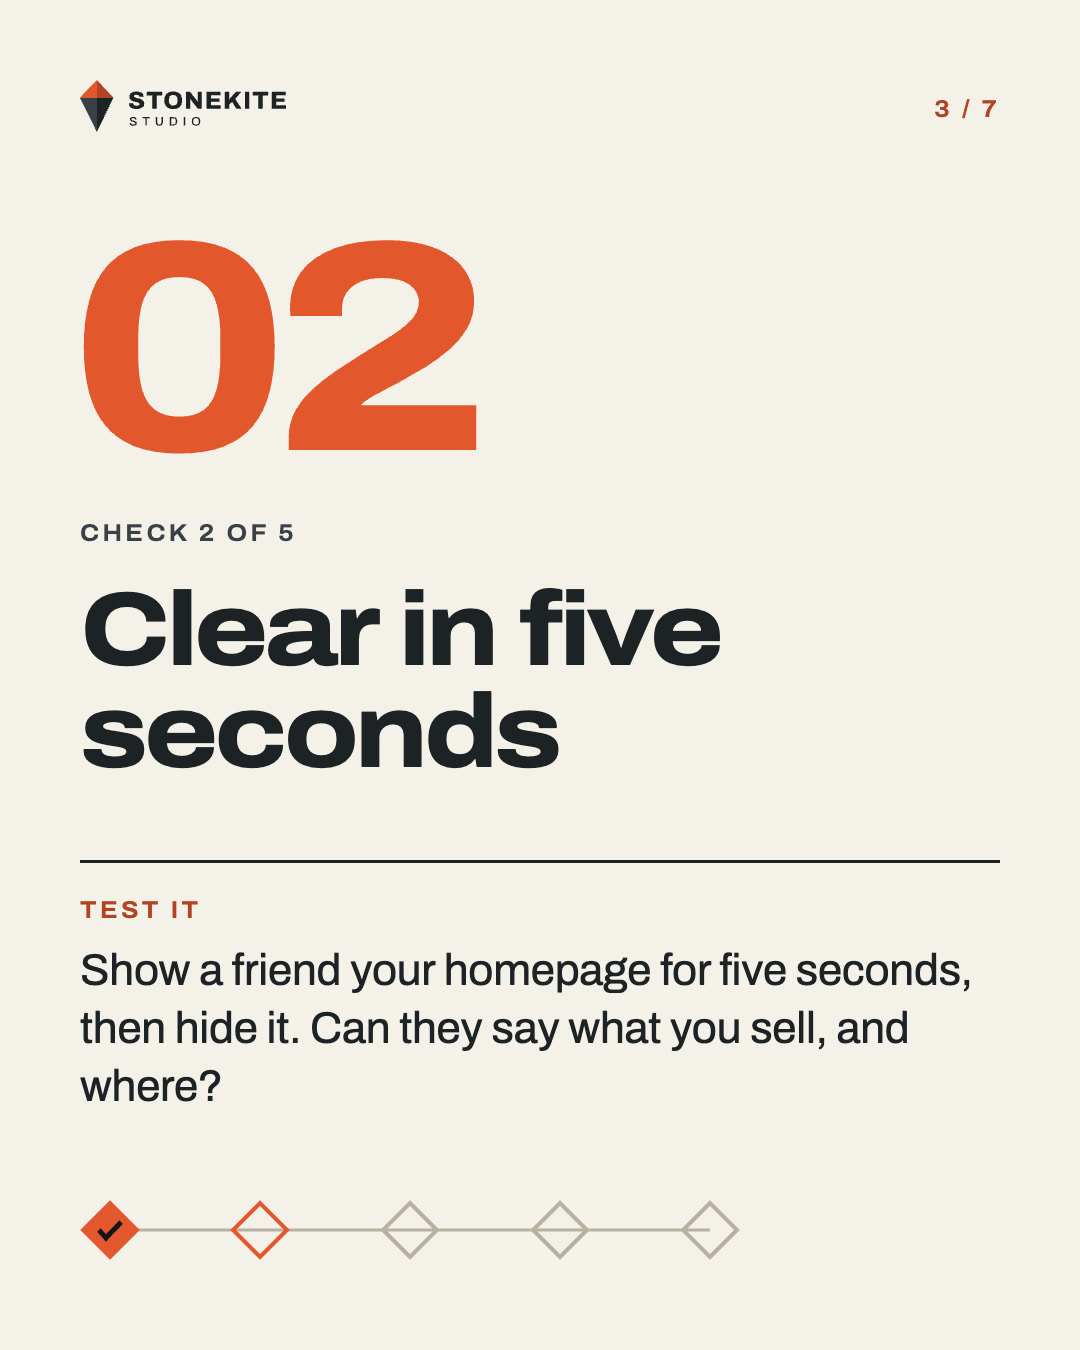 STONEKITE
STUDIO
3 / 7
02
CHECK 2 OF 5
Clear in five
seconds
TEST IT
Show a friend your homepage for five seconds,
then hide it. Can they say what you sell, and
where?